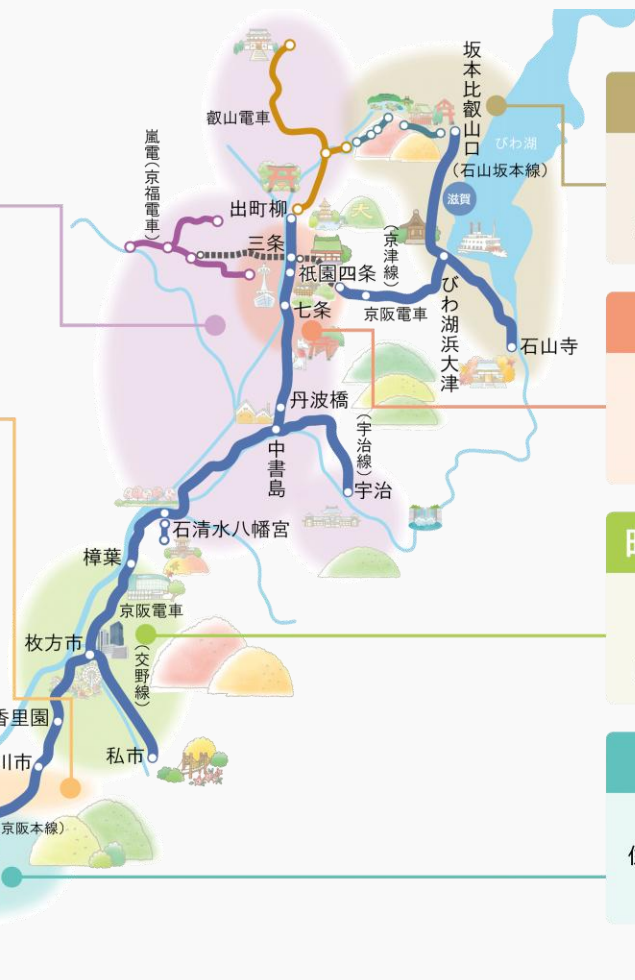 坂本比叡山口
叡山電車
びわ湖
嵐電(京福電車)
(石山坂本線)
滋賀
出町柳
三条
(京津線)
祇園四条
七条
京阪電車
びわ湖浜大津
石山寺
丹波橋
(宇治線)
中書島
宇治
石清水八幡宮
樟葉
京阪電車
枚方市
(交野線)
香里園
川市
私市
京阪本線)
大